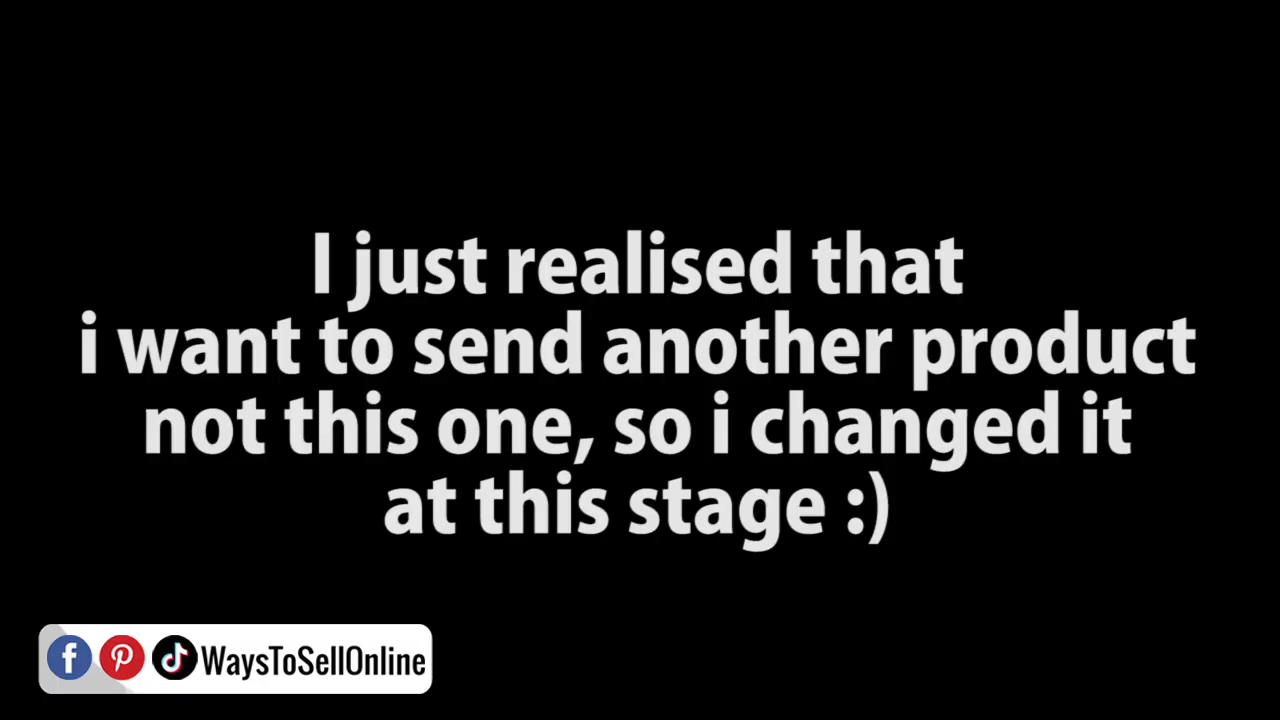 I just realised that
i want to send another product
not this one, so i changed it
at this stage :)
WaysToSellOnline